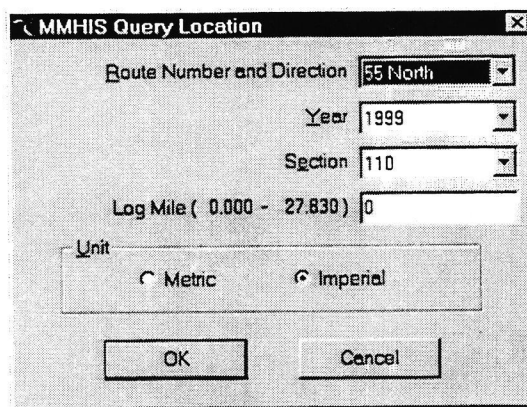 MMHIS Query Location
Route Number and Direction 55 North
Year 1999
Section 110
Log Mile ( 0.000 - 27.830 ) 0
Unit
Metric Imperial
OK Cancel